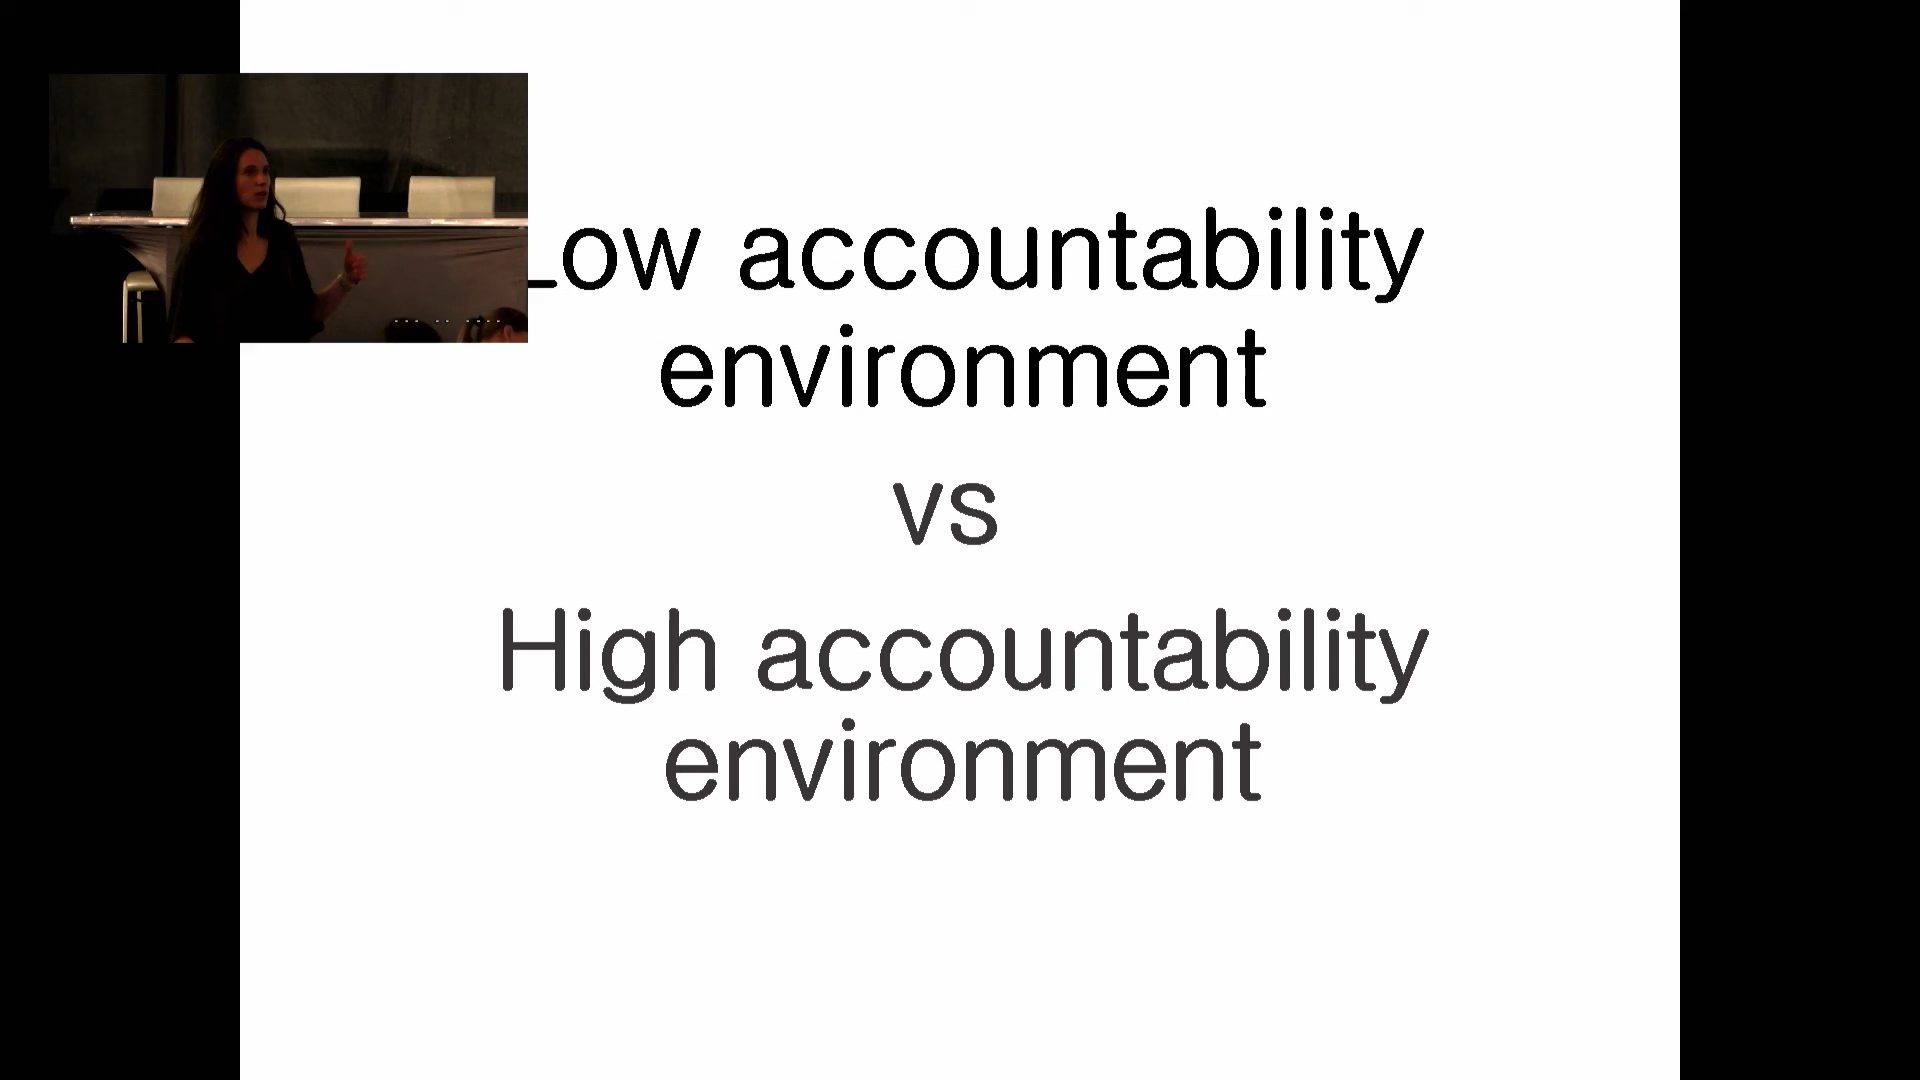 Low accountability
environment
vs
High accountability
environment